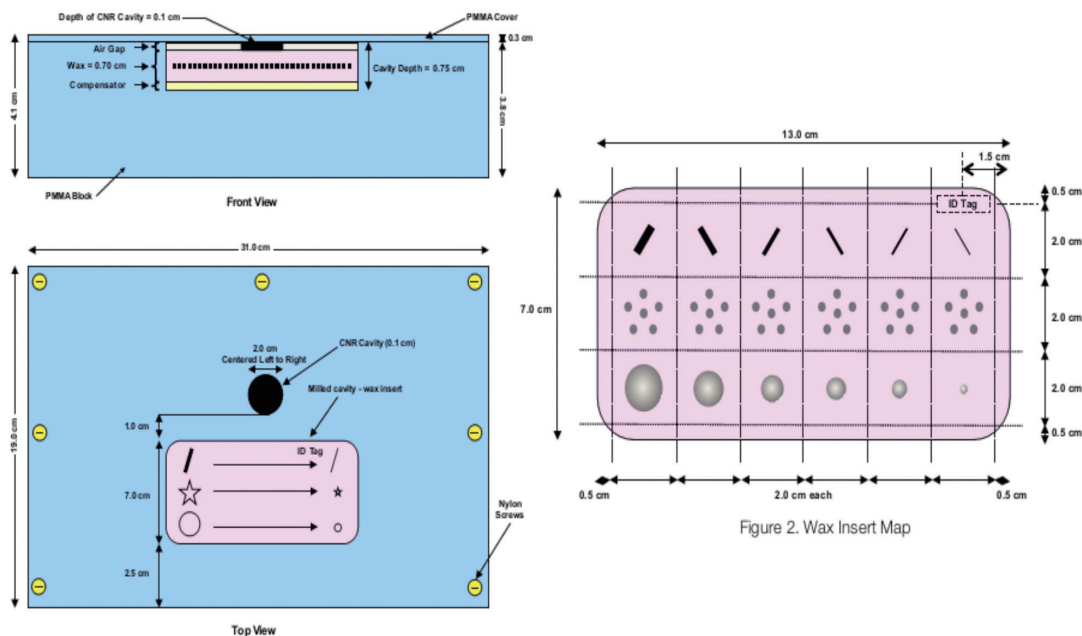 Depth of CNR Cavity = 0.1 cm
PMMA Cover
0.3 cm
Air Gap
Wax = 0.70 cm
Cavity Depth = 0.75 cm
Compensator
4.1 cm
3.8 cm
PMMA Block
Front View
31.0 cm
19.0 cm
2.0 cm
Centered Left to Right
CNR Cavity (0.1 cm)
Milled cavity - wax insert
1.0 cm
ID Tag
7.0 cm
Nylon
Screws
2.5 cm
Top View
13.0 cm
1.5 cm
0.5 cm
ID Tag
2.0 cm
7.0 cm
2.0 cm
2.0 cm
0.5 cm
0.5 cm
2.0 cm each
0.5 cm
Figure 2. Wax Insert Map